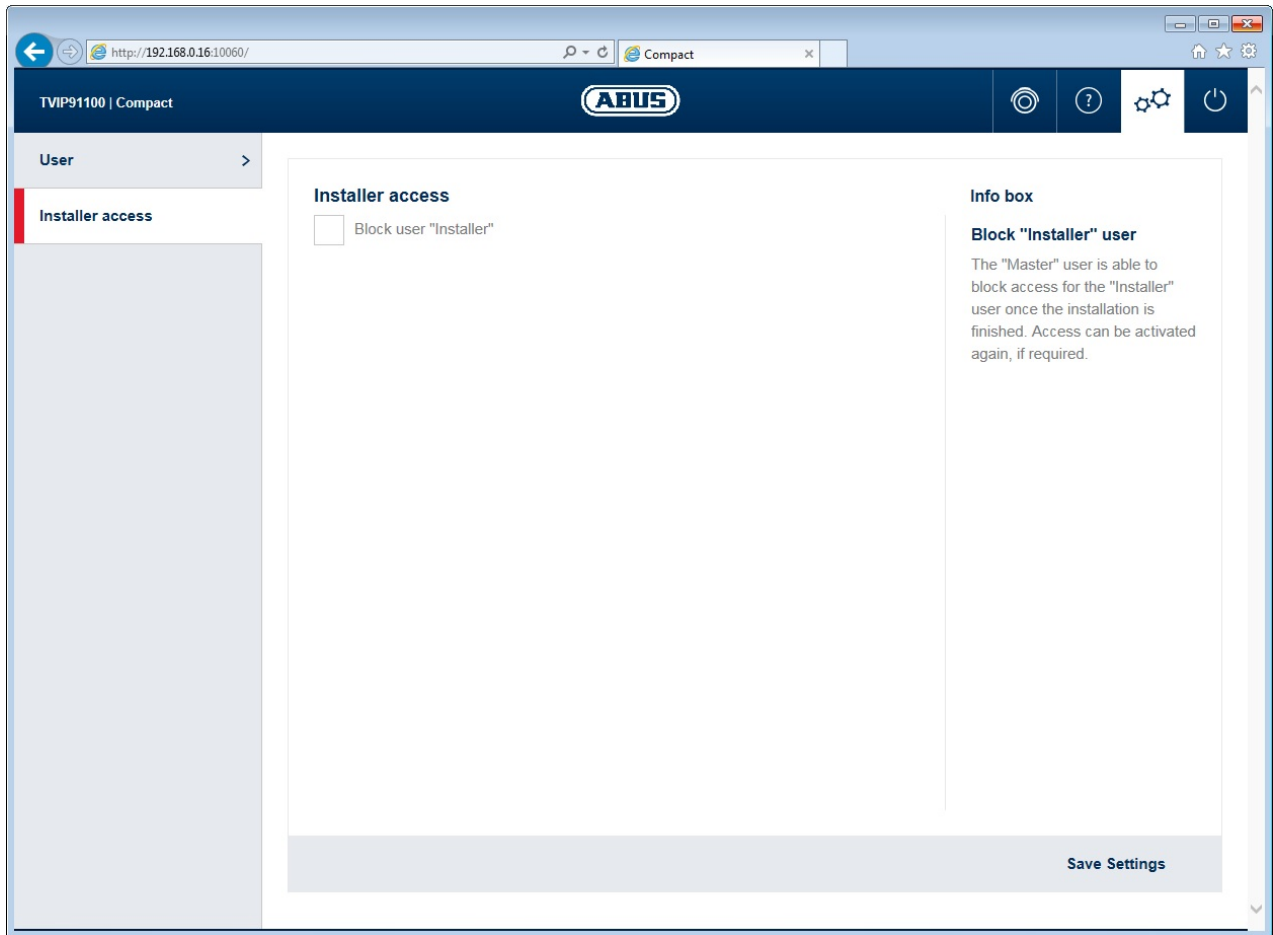 http://192.168.0.16:10060/
Compact
TVIP91100 | Compact
ABUS
?
User
Installer access
Installer access
Block user "Installer"
Info box
Block "Installer" user
The "Master" user is able to
block access for the "Installer"
user once the installation is
finished. Access can be activated
again, if required.
Save Settings